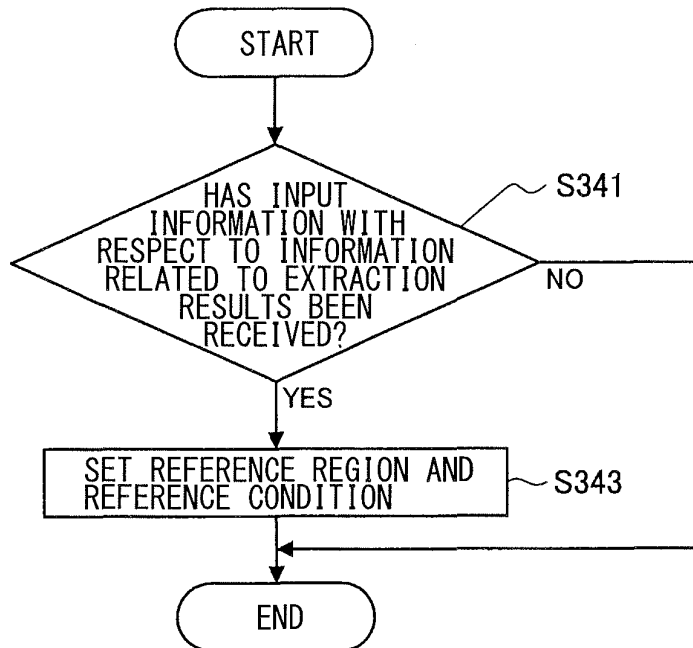 START
HAS INPUT
INFORMATION WITH
RESPECT TO INFORMATION
RELATED TO EXTRACTION
RESULTS BEEN
RECEIVED?
S341
NO
YES
SET REFERENCE REGION AND
REFERENCE CONDITION
S343
END